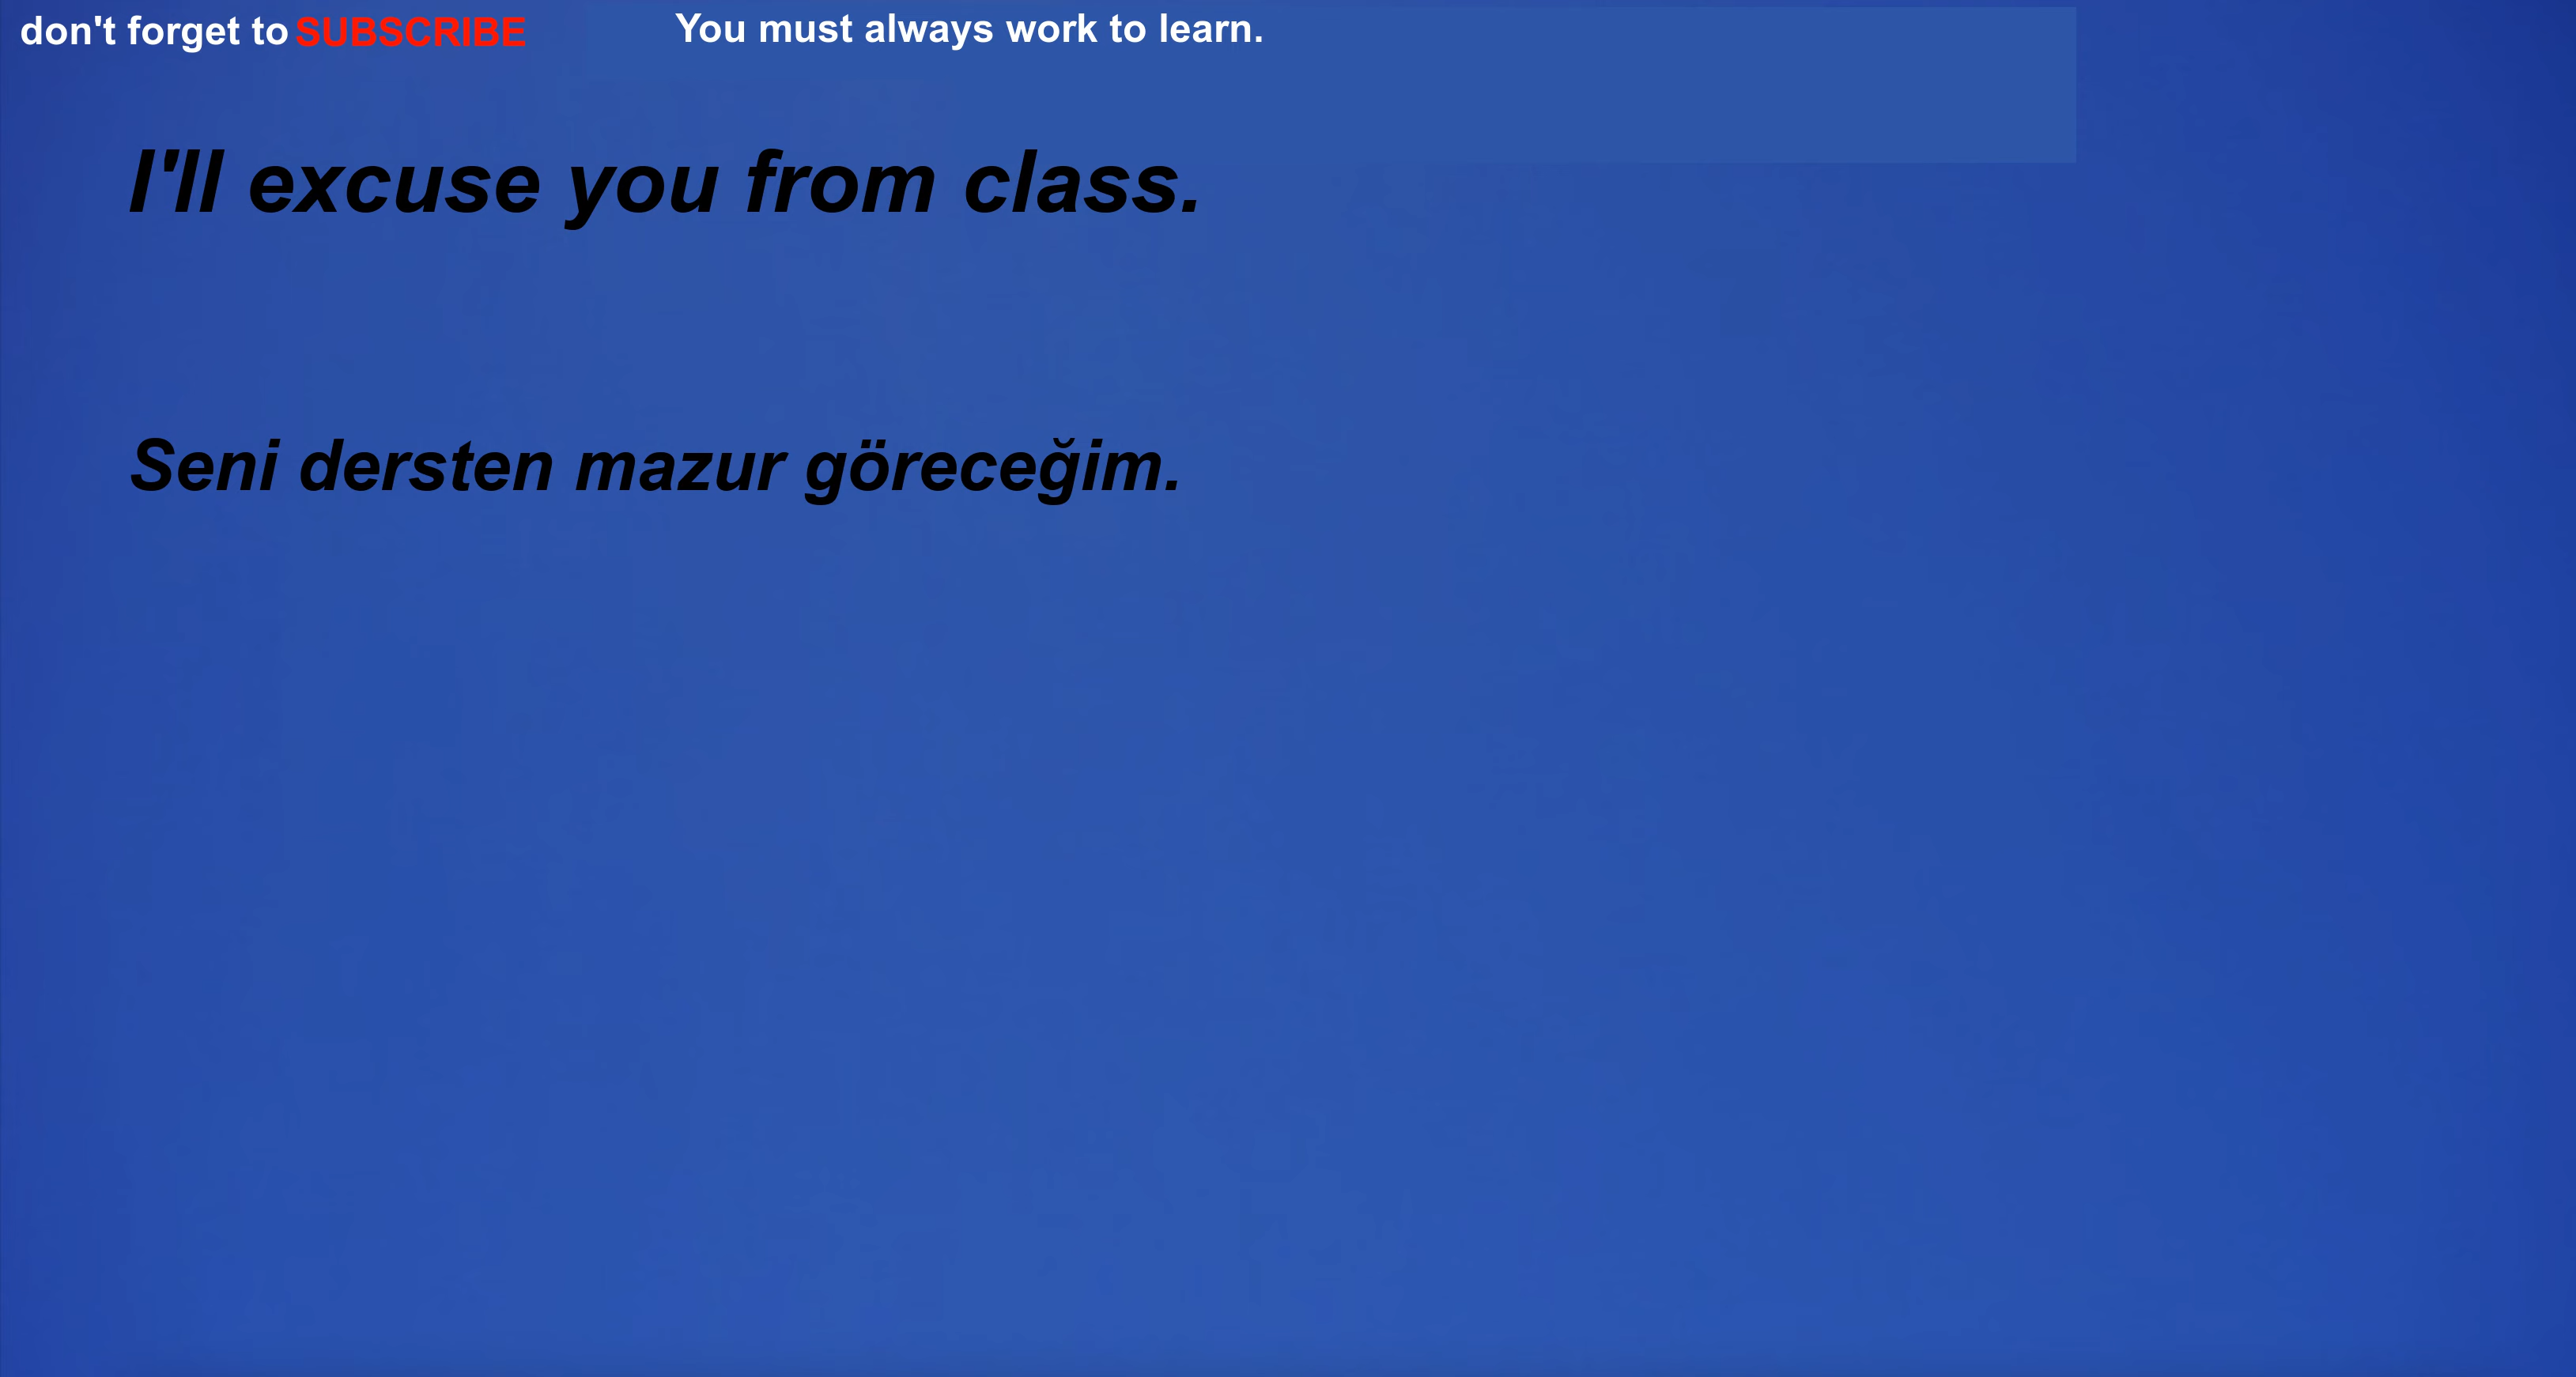 don't forget to SUBSCRIBE You must always work to learn.
I'll excuse you from class.
Seni dersten mazur göreceğim.